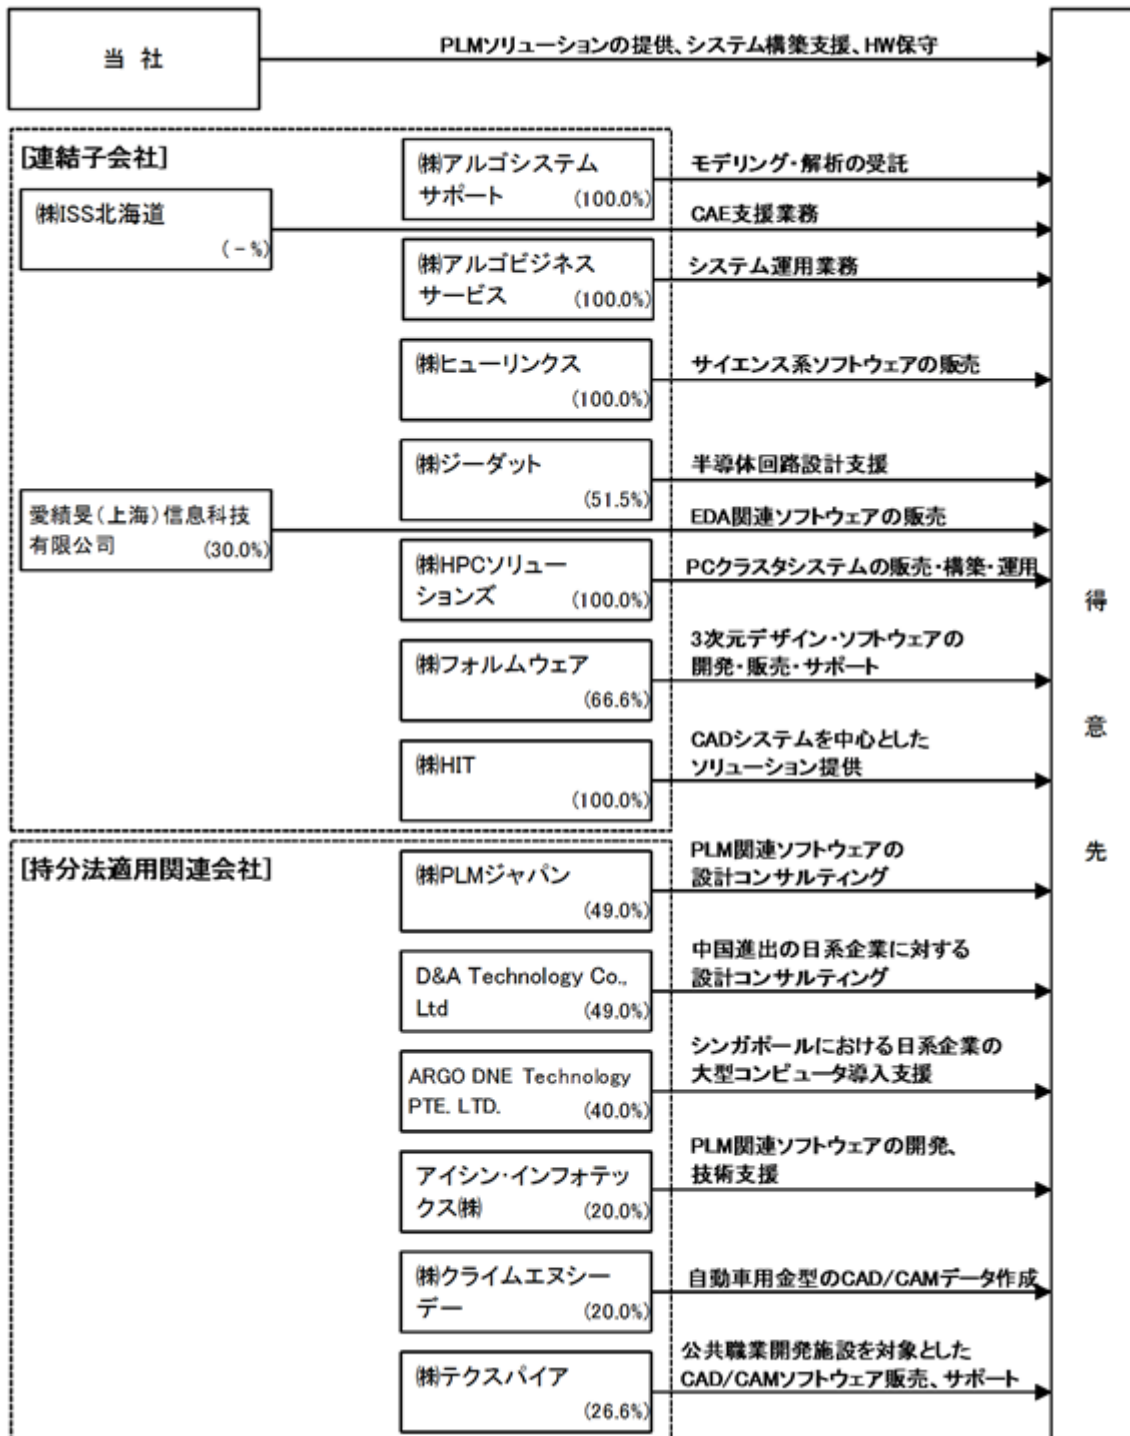 当 社
PLMソリューションの提供、システム構築支援、HW保守
[連結子会社]
㈱アルゴシステム
サポート (100.0%)
モデリング・解析の受託
㈱ISS北海道
(-%)
CAE支援業務
㈱アルゴビジネス
サービス (100.0%)
システム運用業務
㈱ヒューリンクス
(100.0%)
サイエンス系ソフトウェアの販売
㈱ジーダット
(51.5%)
半導体回路設計支援
愛績旻(上海)信息科技
有限公司 (30.0%)
EDA関連ソフトウェアの販売
㈱HPCソリュー
ションズ (100.0%)
PCクラスタシステムの販売・構築・運用
㈱フォルムウェア
(66.6%)
3次元デザイン・ソフトウェアの
開発・販売・サポート
㈱HIT
(100.0%)
CADシステムを中心とした
ソリューション提供
[持分法適用関連会社]
㈱PLMジャパン
(49.0%)
PLM関連ソフトウェアの
設計コンサルティング
D&A Technology Co.,
Ltd (49.0%)
中国進出の日系企業に対する
設計コンサルティング
ARGO DNE Technology
PTE. LTD. (40.0%)
シンガポールにおける日系企業の
大型コンピュータ導入支援
アイシン・インフォテッ
クス㈱ (20.0%)
PLM関連ソフトウェアの開発、
技術支援
㈱クライムエヌシー
デー (20.0%)
自動車用金型のCAD/CAMデータ作成
㈱テクスパイア
(26.6%)
公共職業開発施設を対象とした
CAD/CAMソフトウェア販売、サポート
得
意
先